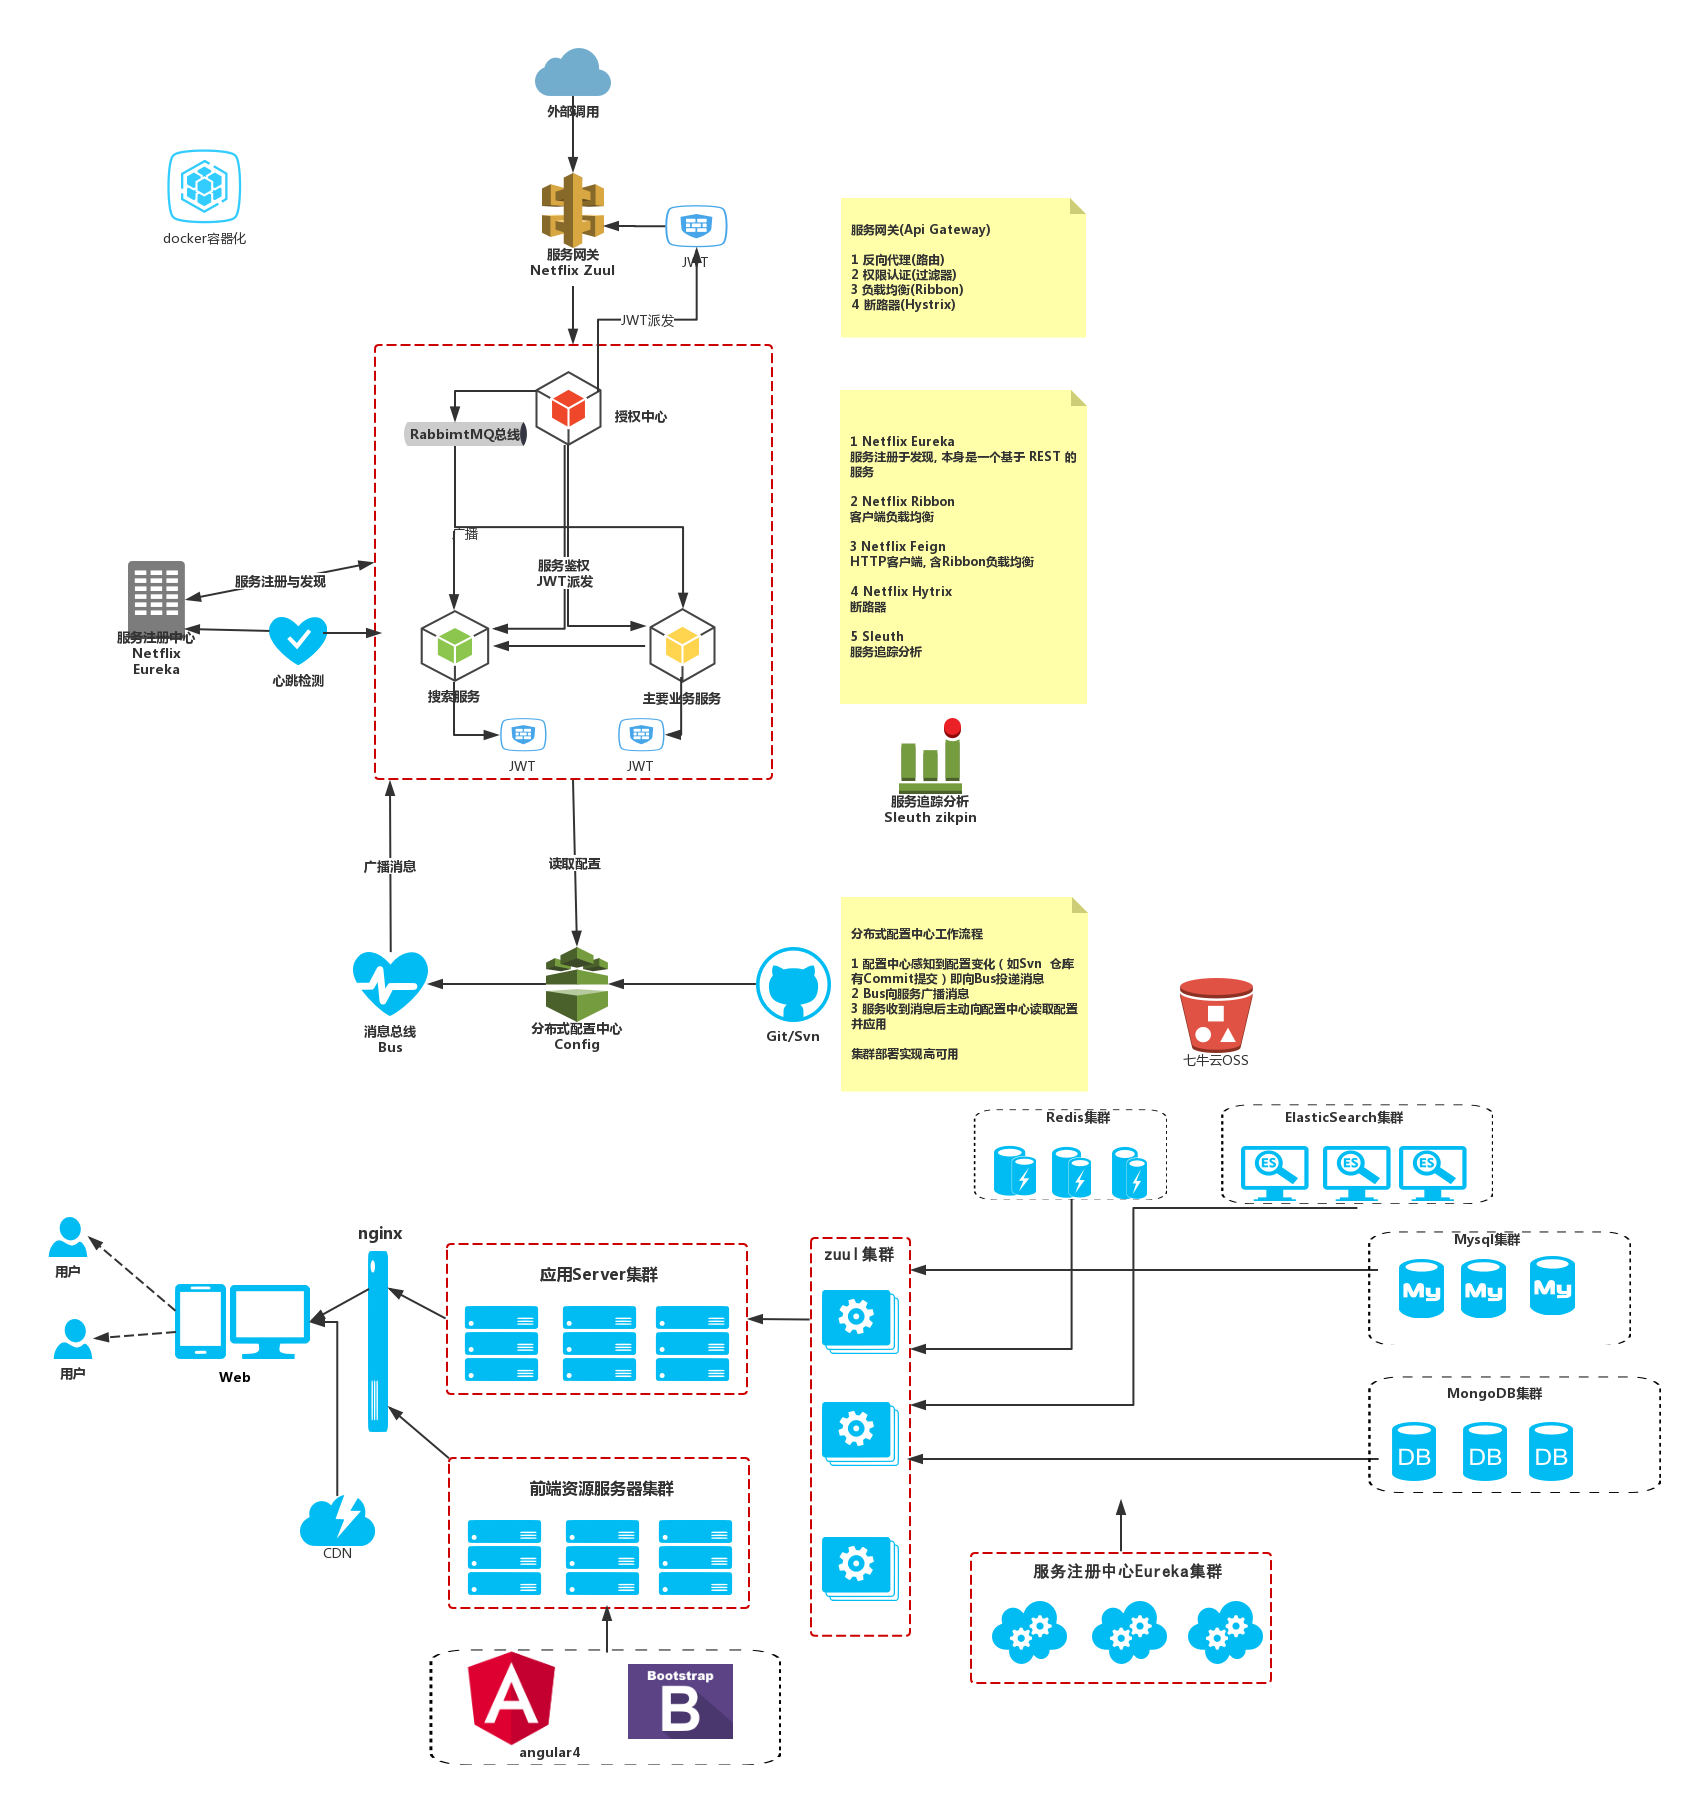 外部调用
docker容器化
服务网关
Netflix Zuul
JWT
JWT派发
服务网关(Api Gateway)
1 反向代理(路由)
2 权限认证(过滤器)
3 负载均衡(Ribbon)
4 断路器(Hystrix)
授权中心
RabbimtMQ总线
广播
服务鉴权
JWT派发
服务注册与发现
服务注册中心
Netflix
Eureka
心跳检测
搜索服务
主要业务服务
JWT
JWT
1 Netflix Eureka
服务注册于发现, 本身是一个基于 REST 的
服务
2 Netflix Ribbon
客户端负载均衡
3 Netflix Feign
HTTP客户端, 含Ribbon负载均衡
4 Netflix Hytrix
断路器
5 Sleuth
服务追踪分析
服务追踪分析
Sleuth zikpin
广播消息
读取配置
消息总线
Bus
分布式配置中心
Config
Git/Svn
分布式配置中心工作流程
1 配置中心感知到配置变化 ( 如Svn 仓库
有Commit提交 ) 即向Bus投递消息
2 Bus向服务广播消息
3 服务收到消息后主动向配置中心读取配置
并应用
集群部署实现高可用
七牛云OSS
Redis集群
ElasticSearch集群
ES
ES
ES
用户
用户
Web
nginx
CDN
应用Server集群
前端资源服务器集群
zuul集群
Mysql集群
My
My
My
MongoDB集群
DB
DB
DB
服务注册中心Eureka集群
A
Bootstrap
B
angular4